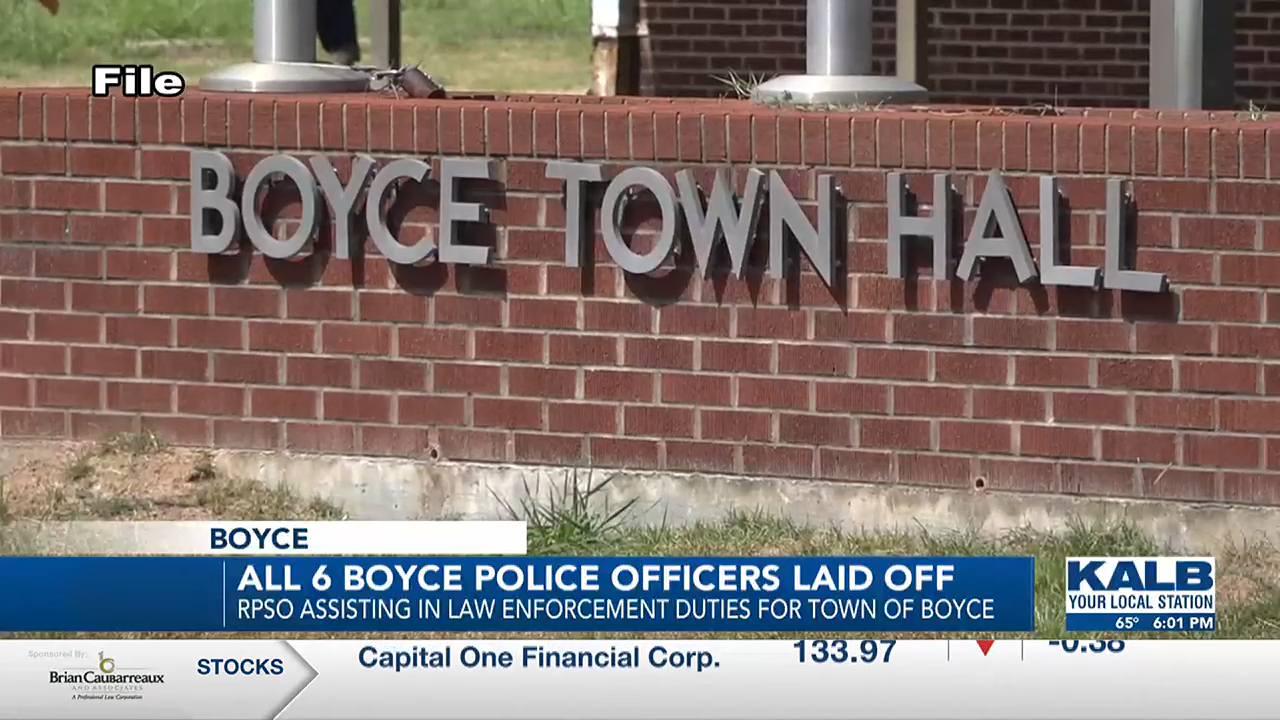 File
BOYCE TOWN HALL
BOYCE
ALL 6 BOYCE POLICE OFFICERS LAID OFF
RPSO ASSISTING IN LAW ENFORCEMENT DUTIES FOR TOWN OF BOYCE
KALB
YOUR LOCAL STATION
65° 6:01 PM
Sponsored By:
Brian Caubarreaux
AND ASSOCIATES
A Professional Law Corporation
STOCKS
Capital One Financial Corp. 133.97 -0.38